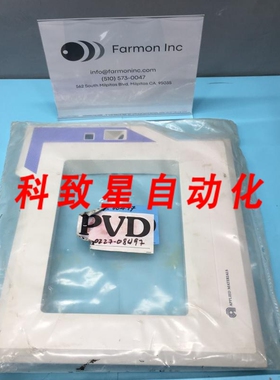 Farmon Inc
info@farmoninc.com
(510) 573-0047
科致星自动化
PVD
0227-08497
APPLIED MATERIALS